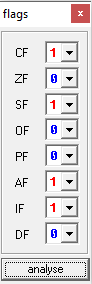 flags
CF 1
ZF 0
SF 1
OF 0
PF 0
AF 1
IF 1
DF 0
analyse